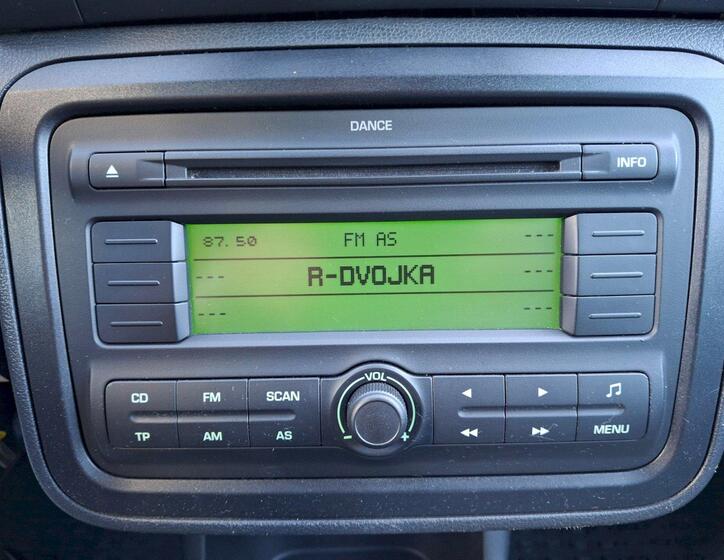 DANCE
INFO
87.50 FM AS ---
--- R-DVOJKA
--- ---
CD FM SCAN VOL
TP AM AS - + MENU